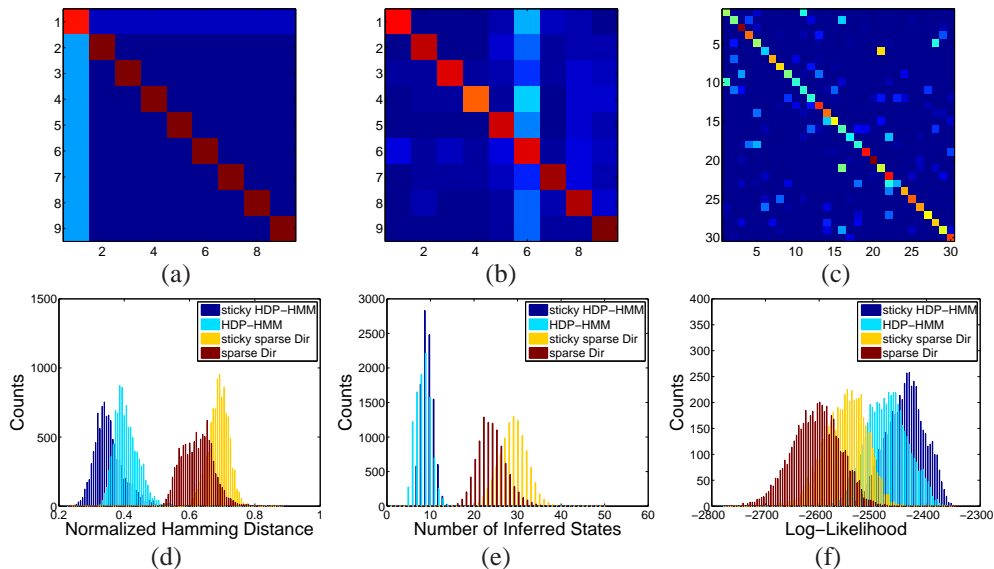 1
2
3
4
5
6
7
8
9
2 4 6 8
(a)
1
2
3
4
5
6
7
8
9
2 4 6 8
(b)
5
10
15
20
25
30
5 10 15 20 25 30
(c)
1500
1000
500
0
0.2 0.4 0.6 0.8 1
Counts
Normalized Hamming Distance
sticky HDP−HMM
HDP−HMM
sticky sparse Dir
sparse Dir
(d)
3000
2500
2000
1500
1000
500
0
0 10 20 30 40 50 60
Counts
Number of Inferred States
sticky HDP−HMM
HDP−HMM
sticky sparse Dir
sparse Dir
(e)
400
350
300
250
200
150
100
50
0
−2800 −2700 −2600 −2500 −2400 −2300
Counts
Log−Likelihood
sticky HDP−HMM
HDP−HMM
sticky sparse Dir
sparse Dir
(f)